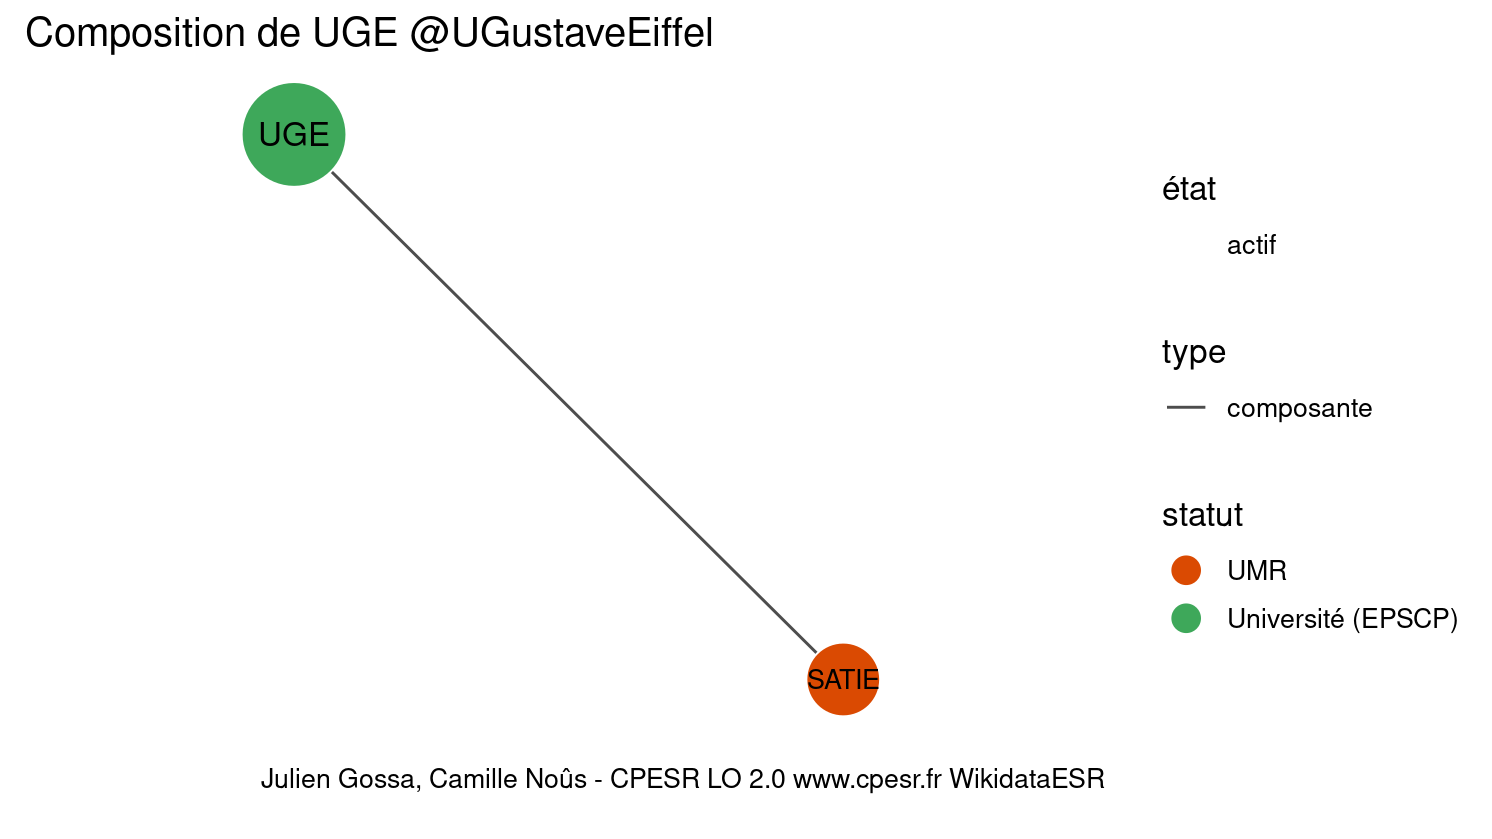 Composition de UGE @UGustaveEiffel
UGE
SATIE
état
actif
type
composante
statut
UMR
Université (EPSCP)
Julien Gossa, Camille Noûs - CPESR LO 2.0 www.cpesr.fr WikidataESR